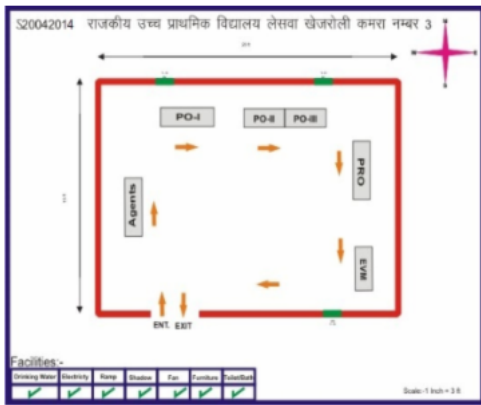 S20042014 राजकीय उच्च प्राथमिक विद्यालय लेसवा खेजरोली कमरा नम्बर 3
PO-I
PO-II PO-III
PRO
Agents
EVM
ENT. EXIT
Facilities:-
Drinking Water Electricty Ramp Shadow Fan Furniture Toilet/Bath
Scale:-1 Inch = 3 ft